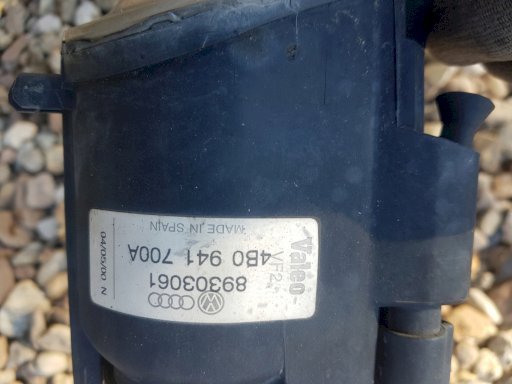 Valeo
VF2
89303061
4B0 941 700A
MADE IN SPAIN
04/05/00 N